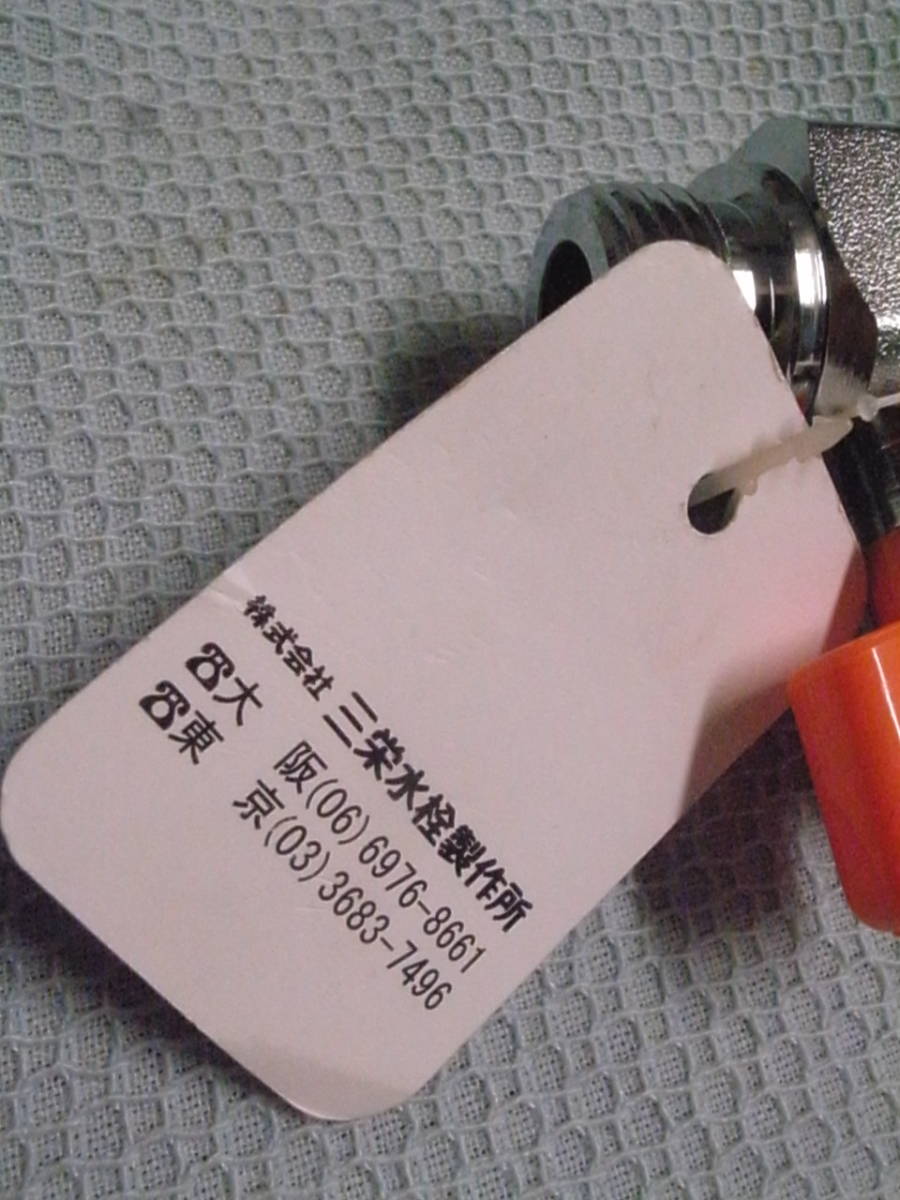 株式会社 三栄水栓製作所
☎大 阪(06)6976-8661
☎東 京(03)3683-7496